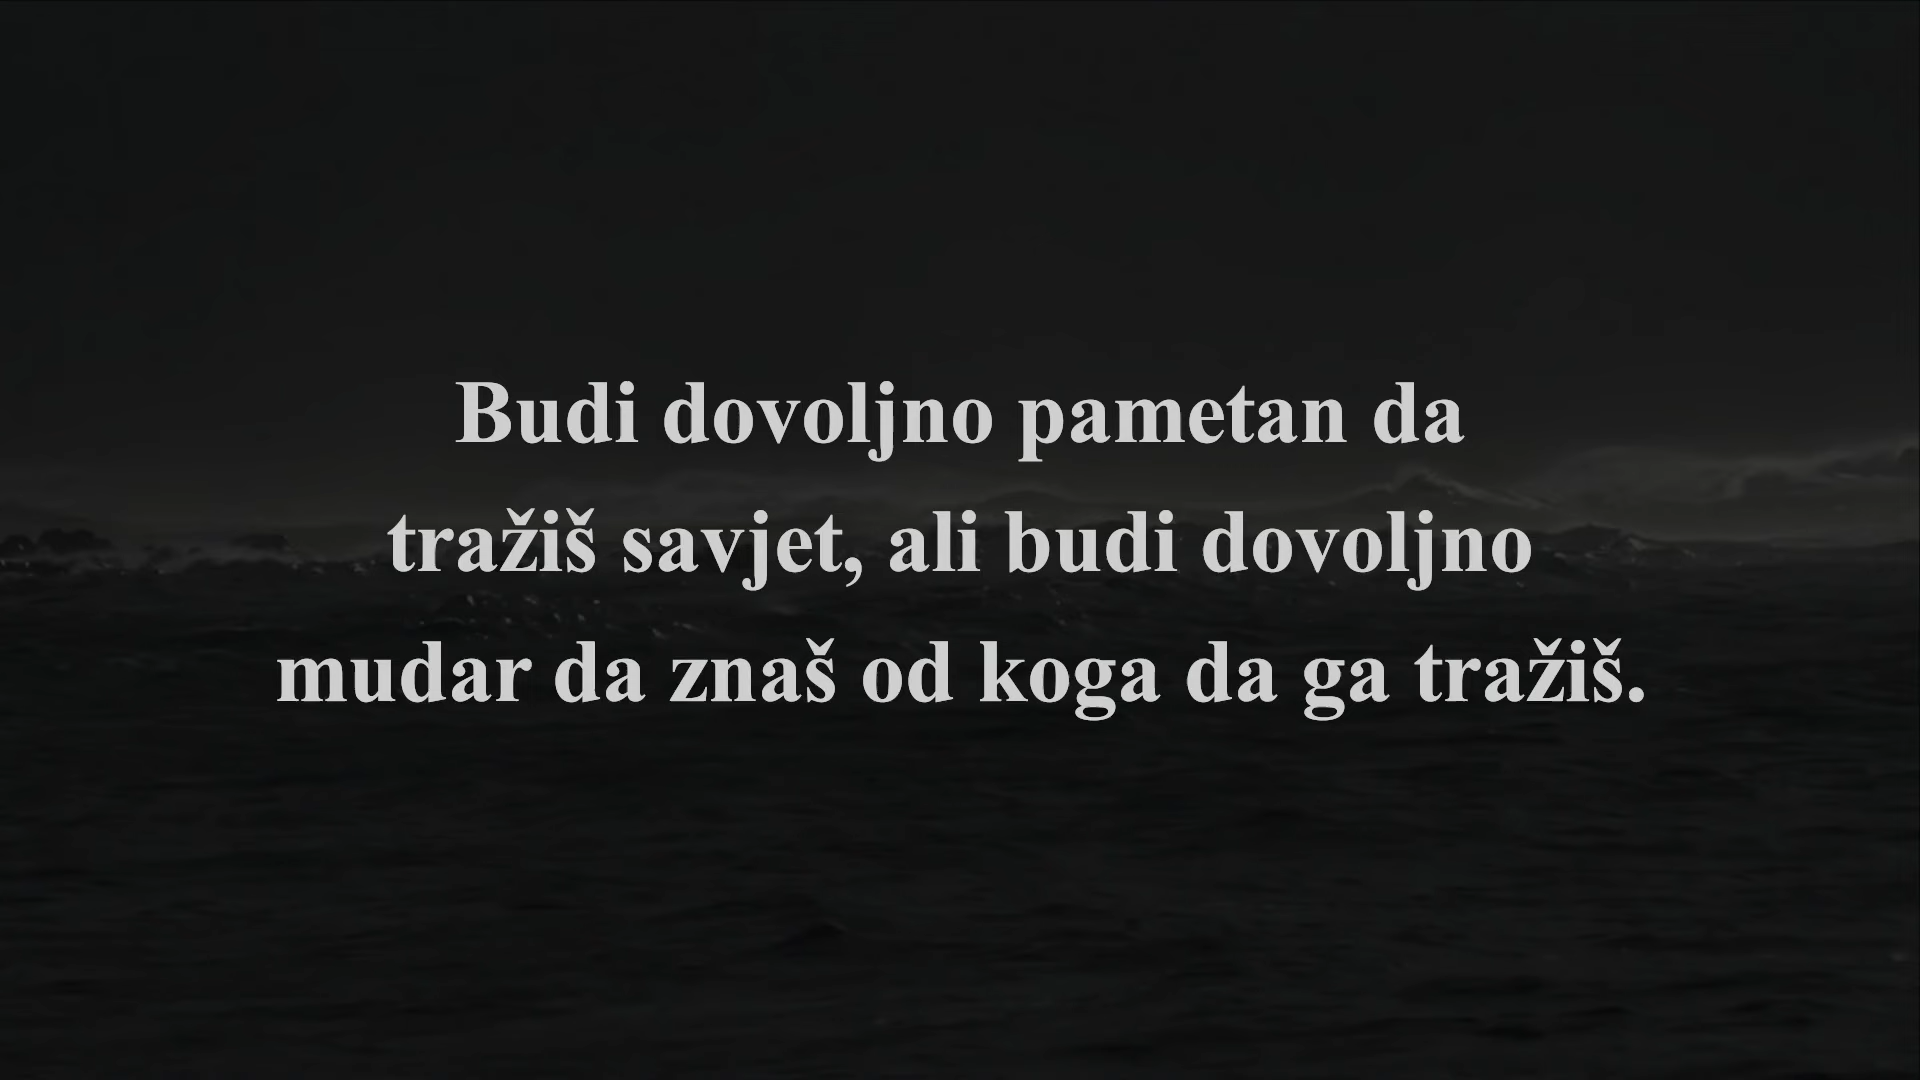 Budi dovoljno pametan da
tražiš savjet, ali budi dovoljno
mudar da znaš od koga da ga tražiš.